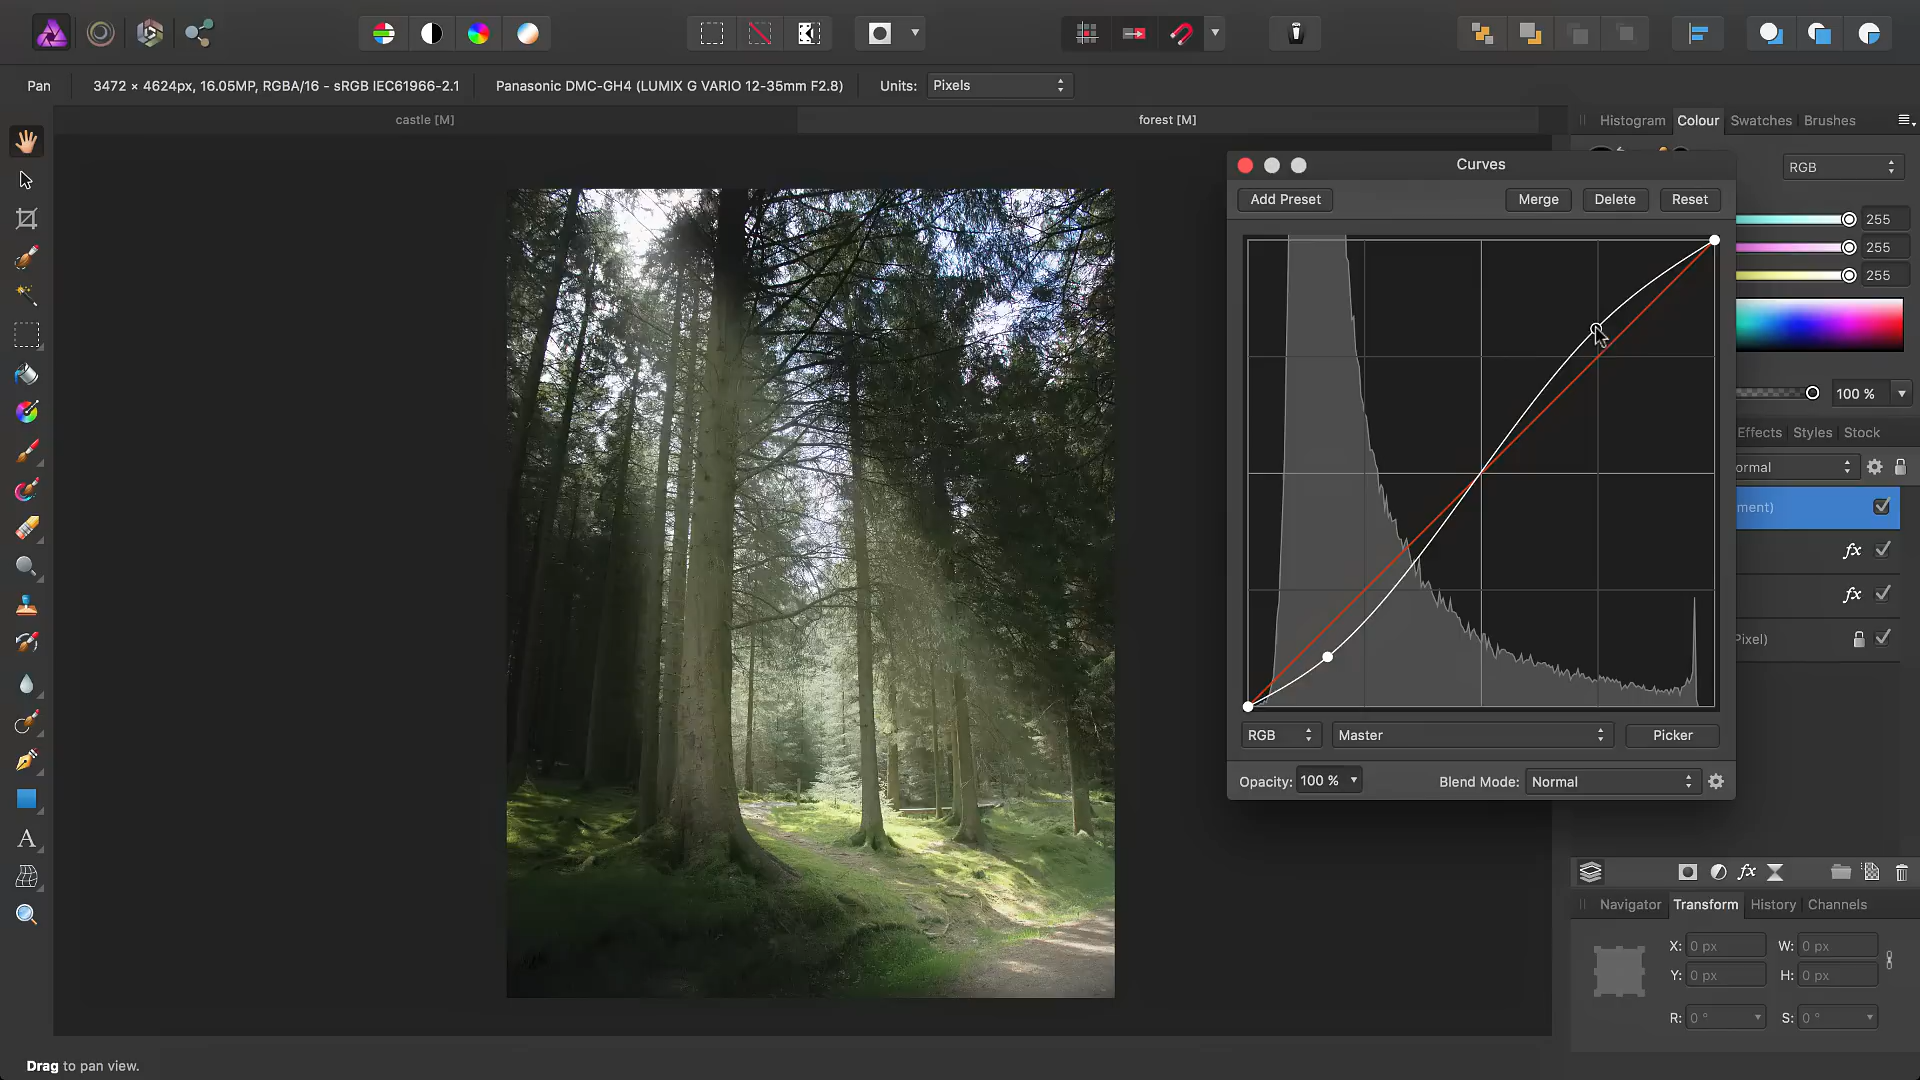 Pan
3472 × 4624px, 16.05MP, RGBA/16 - sRGB IEC61966-2.1
Panasonic DMC-GH4 (LUMIX G VARIO 12-35mm F2.8)
Units: Pixels
castle [M]
forest [M]
Histogram Colour Swatches Brushes
RGB
255
255
255
100 %
Effects Styles Stock
ormal
ment)
fx
fx
Pixel)
Curves
Add Preset Merge Delete Reset
RGB Master Picker
Opacity: 100 % Blend Mode: Normal
fx
Navigator Transform History Channels
X: 0 px W: 0 px
Y: 0 px H: 0 px
R: 0 ° S: 0 °
A
Drag to pan view.